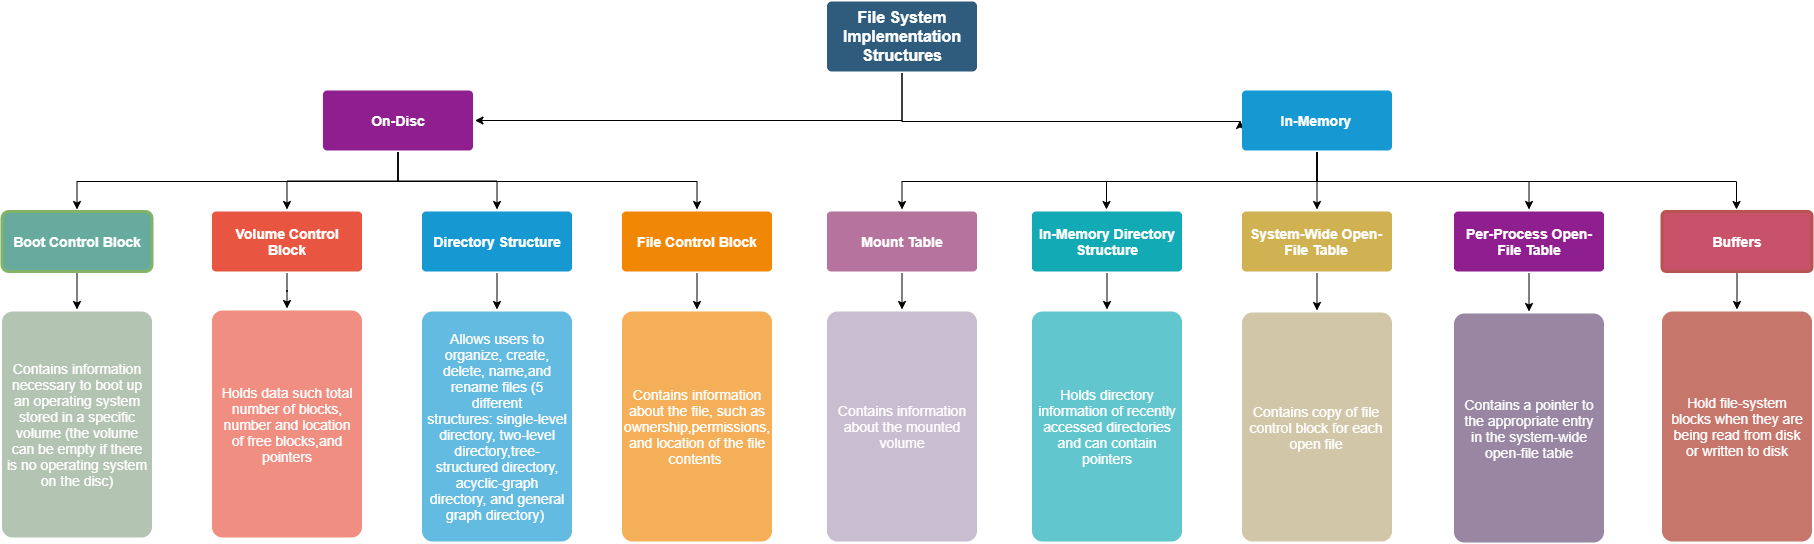 File System
Implementation
Structures
On-Disc
In-Memory
Boot Control Block
Volume Control
Block
Directory Structure
File Control Block
Mount Table
In-Memory Directory
Structure
System-Wide Open-
File Table
Per-Process Open-
File Table
Buffers
Contains information
necessary to boot up
an operating system
stored in a specific
volume (the volume
can be empty if there
is no operating system
on the disc)
Holds data such total
number of blocks,
number and location
of free blocks,and
pointers
Allows users to
organize, create,
delete, name,and
rename files (5
different
structures: single-level
directory, two-level
directory,tree-
structured directory,
acyclic-graph
directory, and general
graph directory)
Contains information
about the file, such as
ownership,permissions,
and location of the file
contents
Contains information
about the mounted
volume
Holds directory
information of recently
accessed directories
and can contain
pointers
Contains copy of file
control block for each
open file
Contains a pointer to
the appropriate entry
in the system-wide
open-file table
Hold file-system
blocks when they are
being read from disk
or written to disk